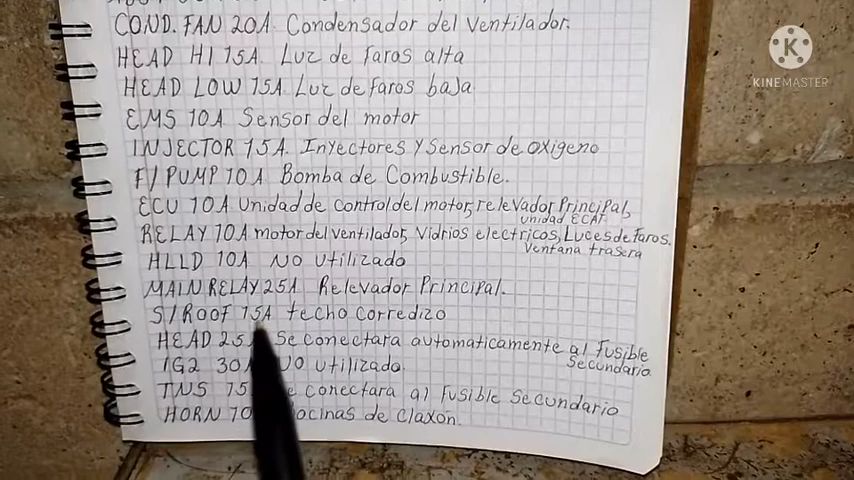 COND. FAN 20A Condensador del Ventilador.
HEAD HI 15A Luz de faros alta
HEAD LOW 15A Luz de faros baja
EMS 10A Sensor del motor
INJECTOR 15A Inyectores y sensor de oxigeno
F/PUMP 10A Bomba de Combustible.
ECU 10A Unidad de control del motor, relevador Principal,
unidad ECAT
RELAY 10A motor del ventilador, Vidrios electricos, Luces de Faros.
Ventana trasera
HLLD 10A NO utilizado
MAIN RELAY 25A Relevador Principal.
S/ROOF 15A techo corredizo
HEAD 25A Se conectara automaticamente al Fusible
Secundario
IG2 30A NO utilizado.
TNS 15 conectara al Fusible Secundario
HORN 10 de claxon.
K
KINEMASTER